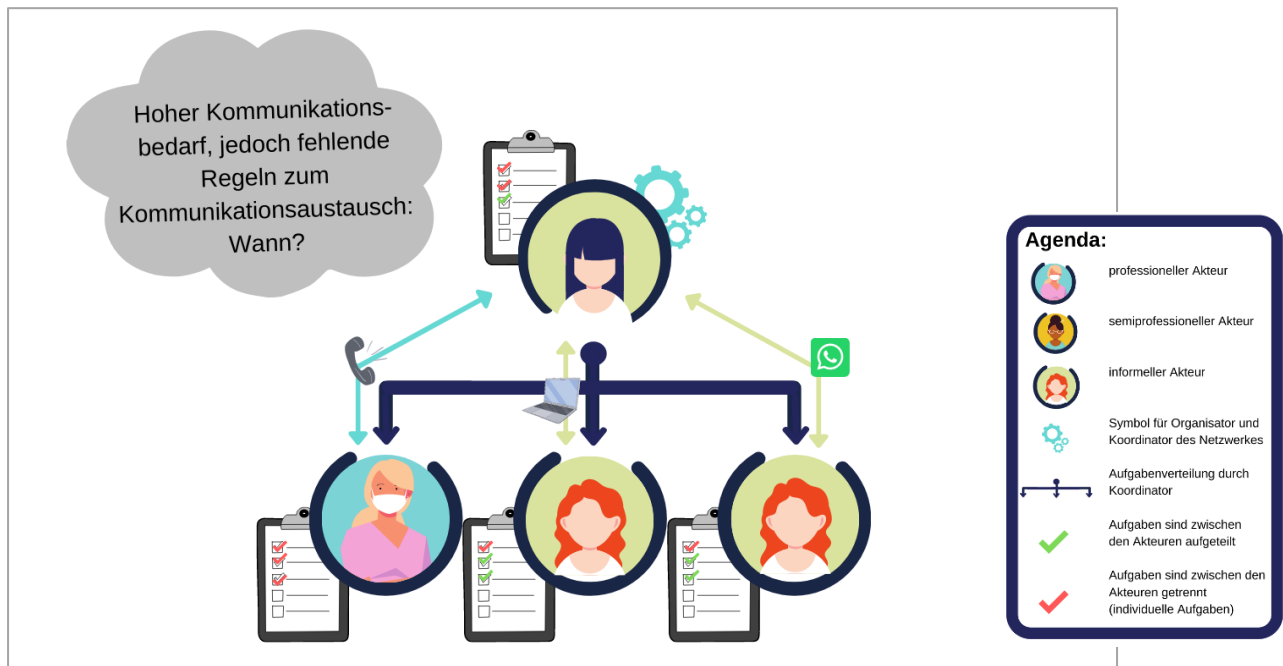 Hoher Kommunikations-
bedarf, jedoch fehlende
Regeln zum
Kommunikationsaustausch:
Wann?
Agenda:
professioneller Akteur
semiprofessioneller Akteur
informeller Akteur
Symbol für Organisator und
Koordinator des Netzwerkes
Aufgabenverteilung durch
Koordinator
Aufgaben sind zwischen
den Akteuren aufgeteilt
Aufgaben sind zwischen den
Akteuren getrennt
(individuelle Aufgaben)